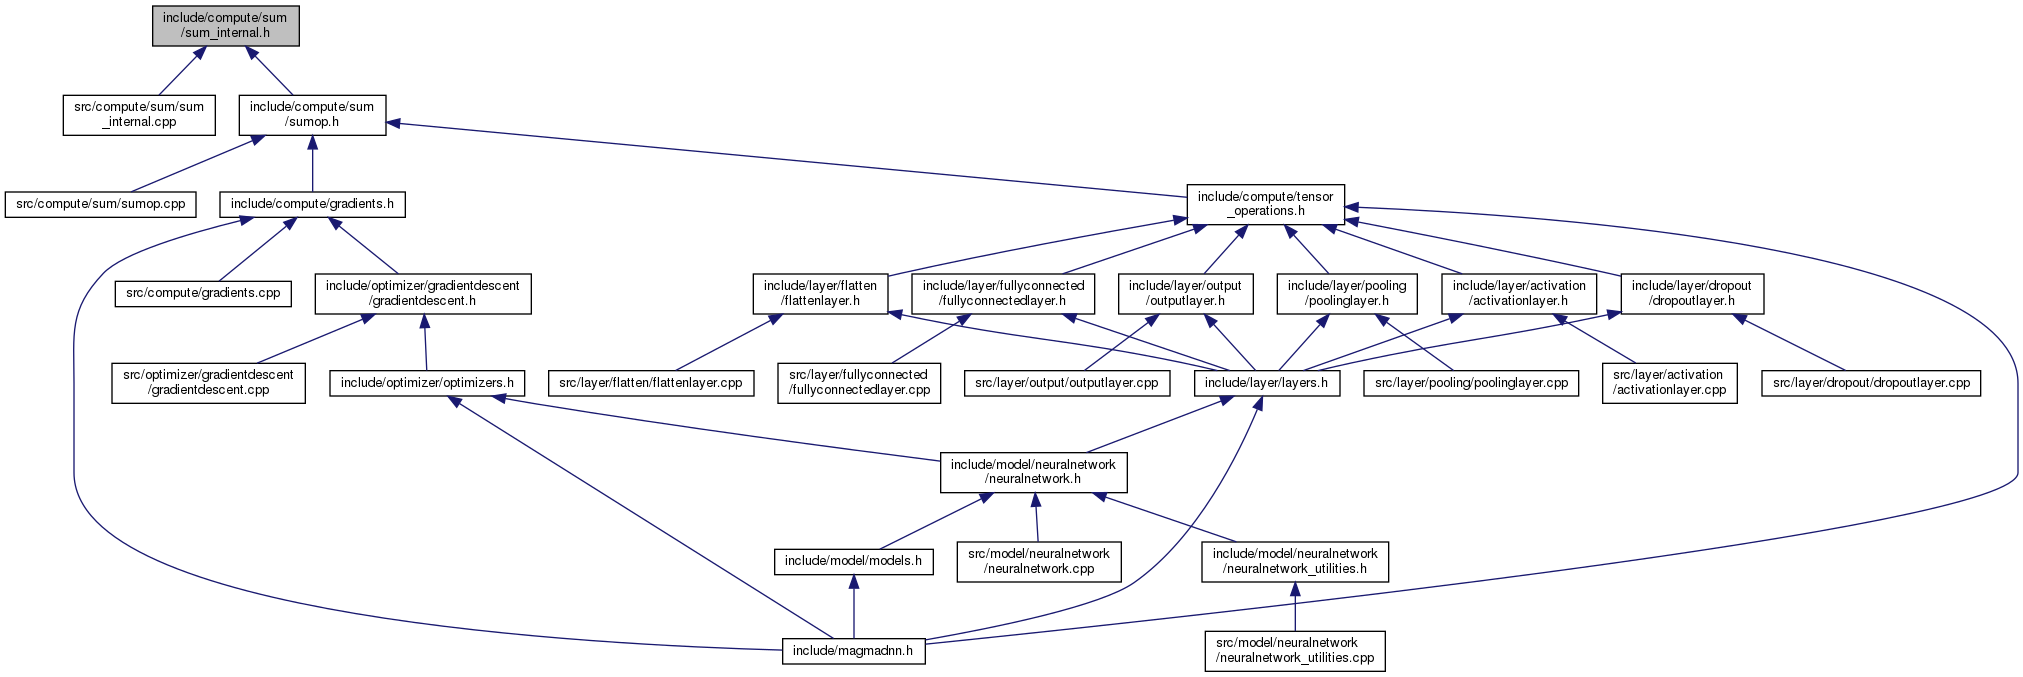 include/compute/sum
/sum_internal.h
src/compute/sum/sum
_internal.cpp
include/compute/sum
/sumop.h
src/compute/sum/sumop.cpp
include/compute/gradients.h
include/compute/tensor
_operations.h
src/compute/gradients.cpp
include/optimizer/gradientdescent
/gradientdescent.h
include/layer/flatten
/flattenlayer.h
include/layer/fullyconnected
/fullyconnectedlayer.h
include/layer/output
/outputlayer.h
include/layer/pooling
/poolinglayer.h
include/layer/activation
/activationlayer.h
include/layer/dropout
/dropoutlayer.h
src/optimizer/gradientdescent
/gradientdescent.cpp
include/optimizer/optimizers.h
src/layer/flatten/flattenlayer.cpp
src/layer/fullyconnected
/fullyconnectedlayer.cpp
src/layer/output/outputlayer.cpp
include/layer/layers.h
src/layer/pooling/poolinglayer.cpp
src/layer/activation
/activationlayer.cpp
src/layer/dropout/dropoutlayer.cpp
include/model/neuralnetwork
/neuralnetwork.h
include/model/models.h
src/model/neuralnetwork
/neuralnetwork.cpp
include/model/neuralnetwork
/neuralnetwork_utilities.h
include/magmadnn.h
src/model/neuralnetwork
/neuralnetwork_utilities.cpp